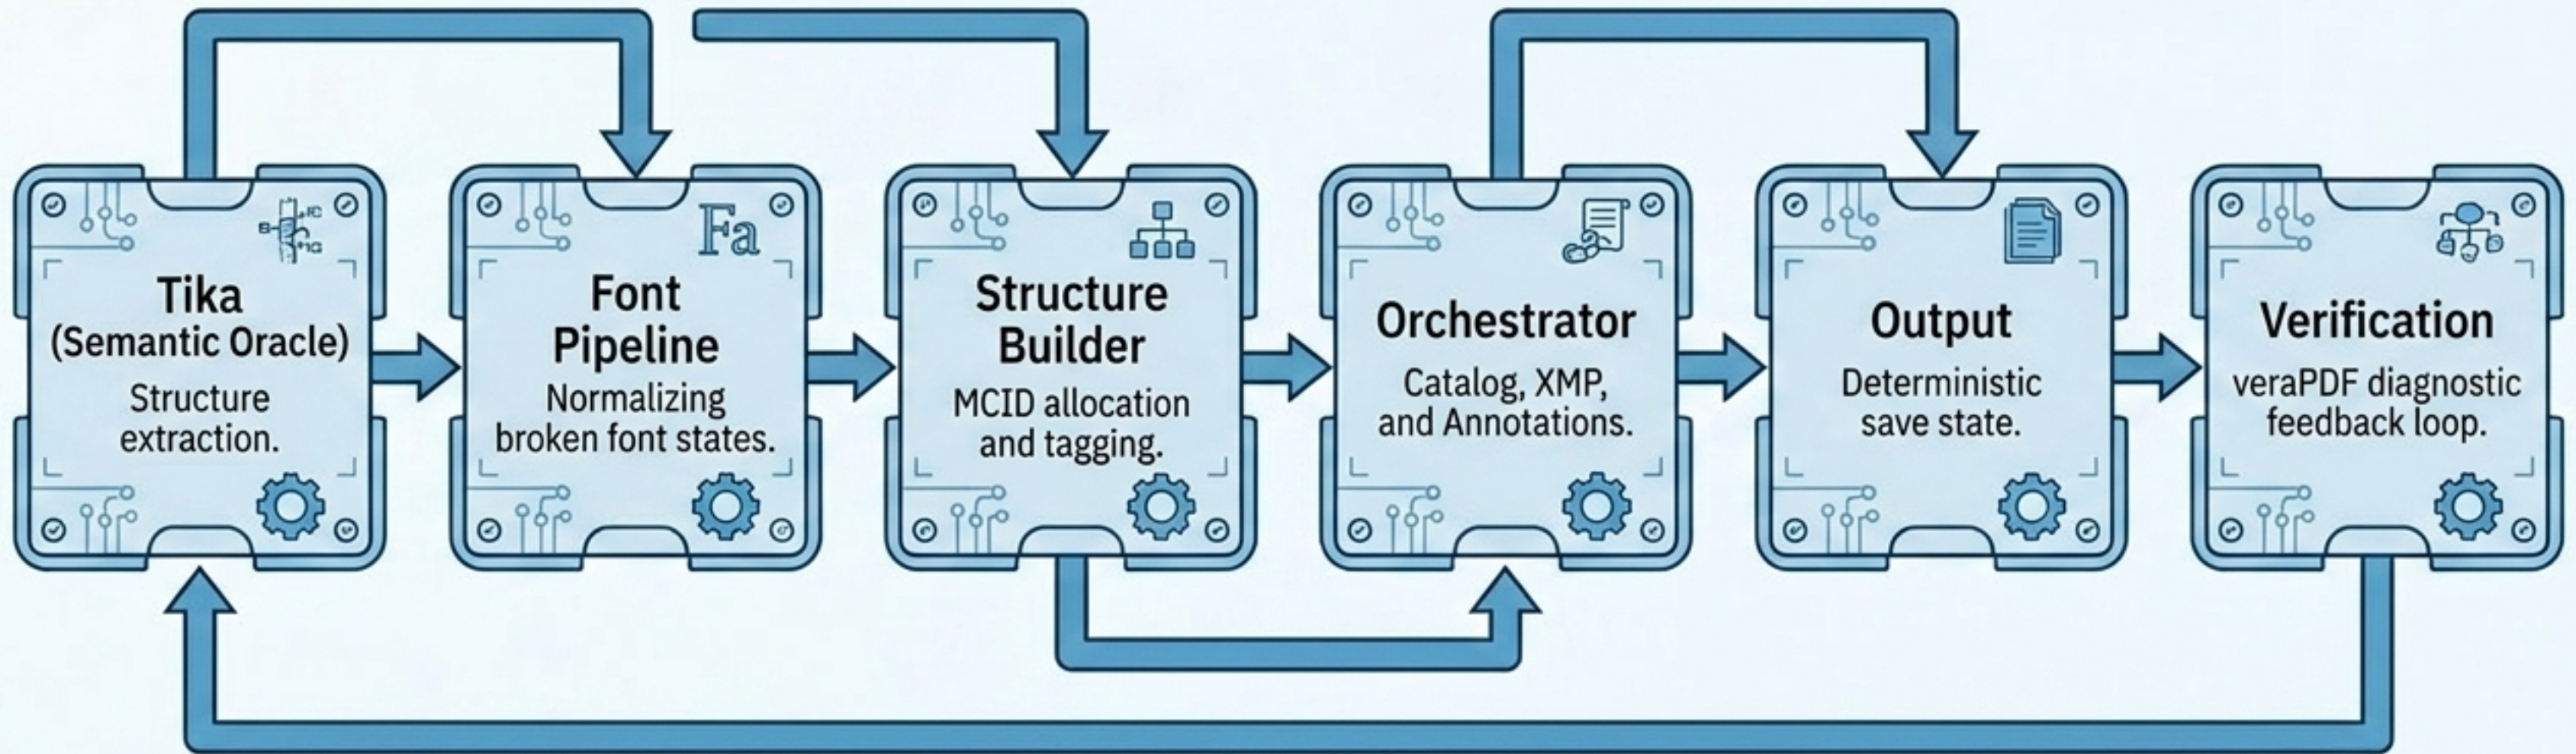 Tika
(Semantic Oracle)
Structure
extraction.
Fa
Font
Pipeline
Normalizing
broken font states.
Structure
Builder
MCID allocation
and tagging.
Orchestrator
Catalog, XMP,
and Annotations.
Output
Deterministic
save state.
Verification
veraPDF diagnostic
feedback loop.